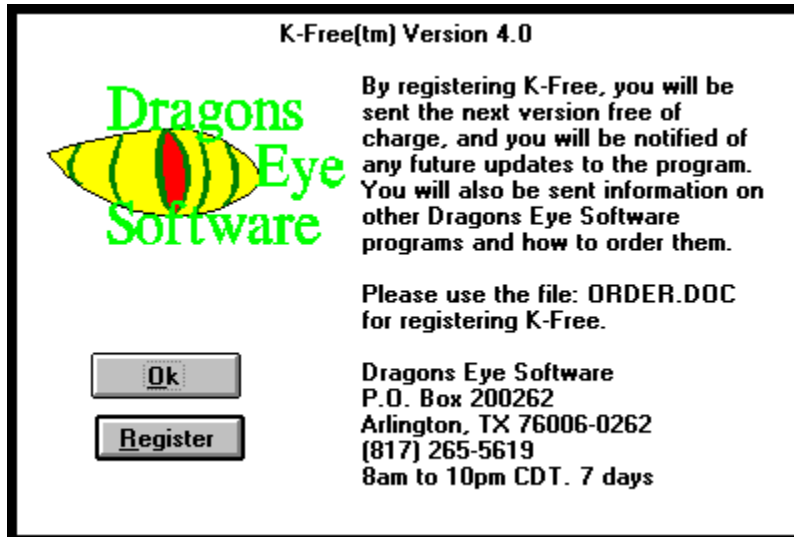 K-Free(tm) Version 4.0
Dragons
Eye
Software
By registering K-Free, you will be
sent the next version free of
charge, and you will be notified of
any future updates to the program.
You will also be sent information on
other Dragons Eye Software
programs and how to order them.
Please use the file: ORDER.DOC
for registering K-Free.
Ok
Register
Dragons Eye Software
P.O. Box 200262
Arlington, TX 76006-0262
(817) 265-5619
8am to 10pm CDT. 7 days